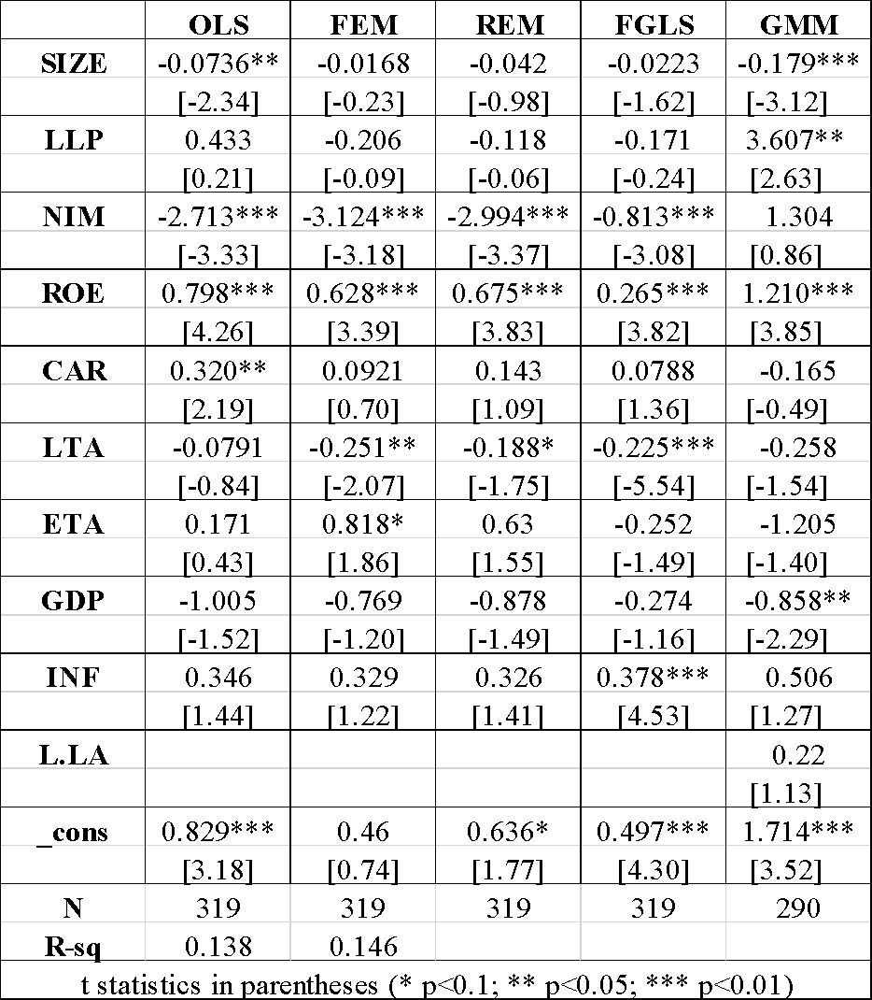 OLS FEM REM FGLS GMM
SIZE -0.0736** -0.0168 -0.042 -0.0223 -0.179***
[-2.34] [-0.23] [-0.98] [-1.62] [-3.12]
LLP 0.433 -0.206 -0.118 -0.171 3.607**
[0.21] [-0.09] [-0.06] [-0.24] [2.63]
NIM -2.713*** -3.124*** -2.994*** -0.813*** 1.304
[-3.33] [-3.18] [-3.37] [-3.08] [0.86]
ROE 0.798*** 0.628*** 0.675*** 0.265*** 1.210***
[4.26] [3.39] [3.83] [3.82] [3.85]
CAR 0.320** 0.0921 0.143 0.0788 -0.165
[2.19] [0.70] [1.09] [1.36] [-0.49]
LTA -0.0791 -0.251** -0.188* -0.225*** -0.258
[-0.84] [-2.07] [-1.75] [-5.54] [-1.54]
ETA 0.171 0.818* 0.63 -0.252 -1.205
[0.43] [1.86] [1.55] [-1.49] [-1.40]
GDP -1.005 -0.769 -0.878 -0.274 -0.858**
[-1.52] [-1.20] [-1.49] [-1.16] [-2.29]
INF 0.346 0.329 0.326 0.378*** 0.506
[1.44] [1.22] [1.41] [4.53] [1.27]
L.LA 0.22
[1.13]
_cons 0.829*** 0.46 0.636* 0.497*** 1.714***
[3.18] [0.74] [1.77] [4.30] [3.52]
N 319 319 319 319 290
R-sq 0.138 0.146
t statistics in parentheses (* p<0.1; ** p<0.05; *** p<0.01)